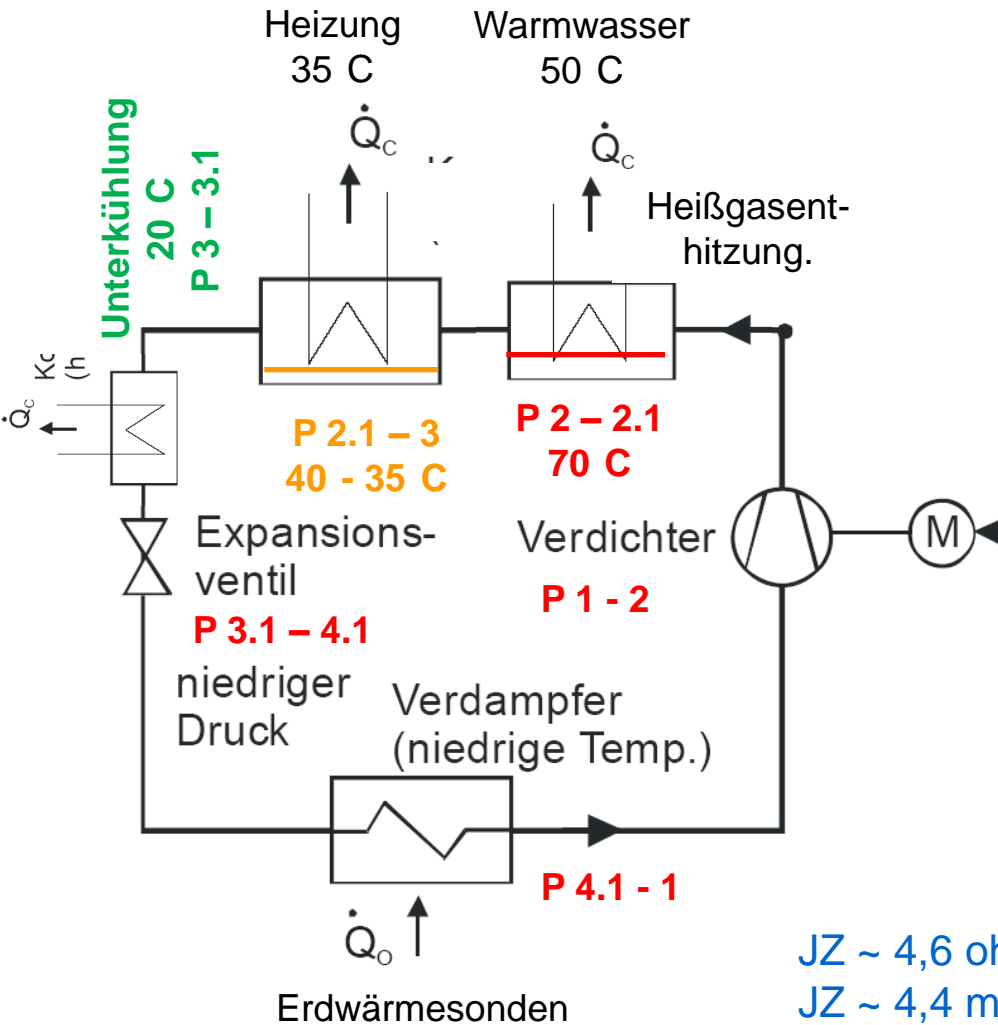 Heizung
35 C
Warmwasser
50 C
Unterkühlung
20 C
P 3 – 3.1
Q̇C
Q̇C
Heißgasent-
hitzung.
(h
Q̇C
P 2.1 – 3
40 - 35 C
P 2 – 2.1
70 C
Expansions-
ventil
P 3.1 – 4.1
Verdichter
P 1 - 2
M
niedriger
Druck
Verdampfer
(niedrige Temp.)
P 4.1 - 1
Q̇O
Erdwärmesonden
JZ ~ 4,6
JZ ~ 4,4